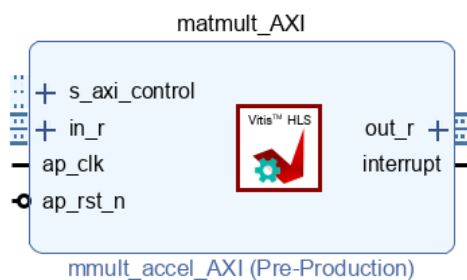 matmult_AXI
s_axi_control
in_r
ap_clk
ap_rst_n
Vitis™ HLS
out_r
interrupt
mmult_accel_AXI (Pre-Production)